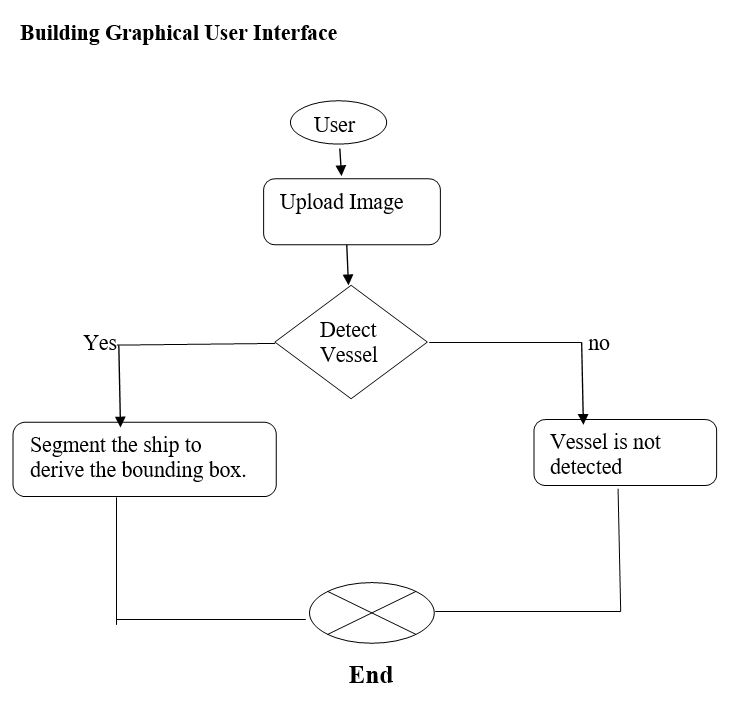 Building Graphical User Interface
User
Upload Image
Detect
Vessel
Yes
no
Segment the ship to
derive the bounding box.
Vessel is not
detected
End